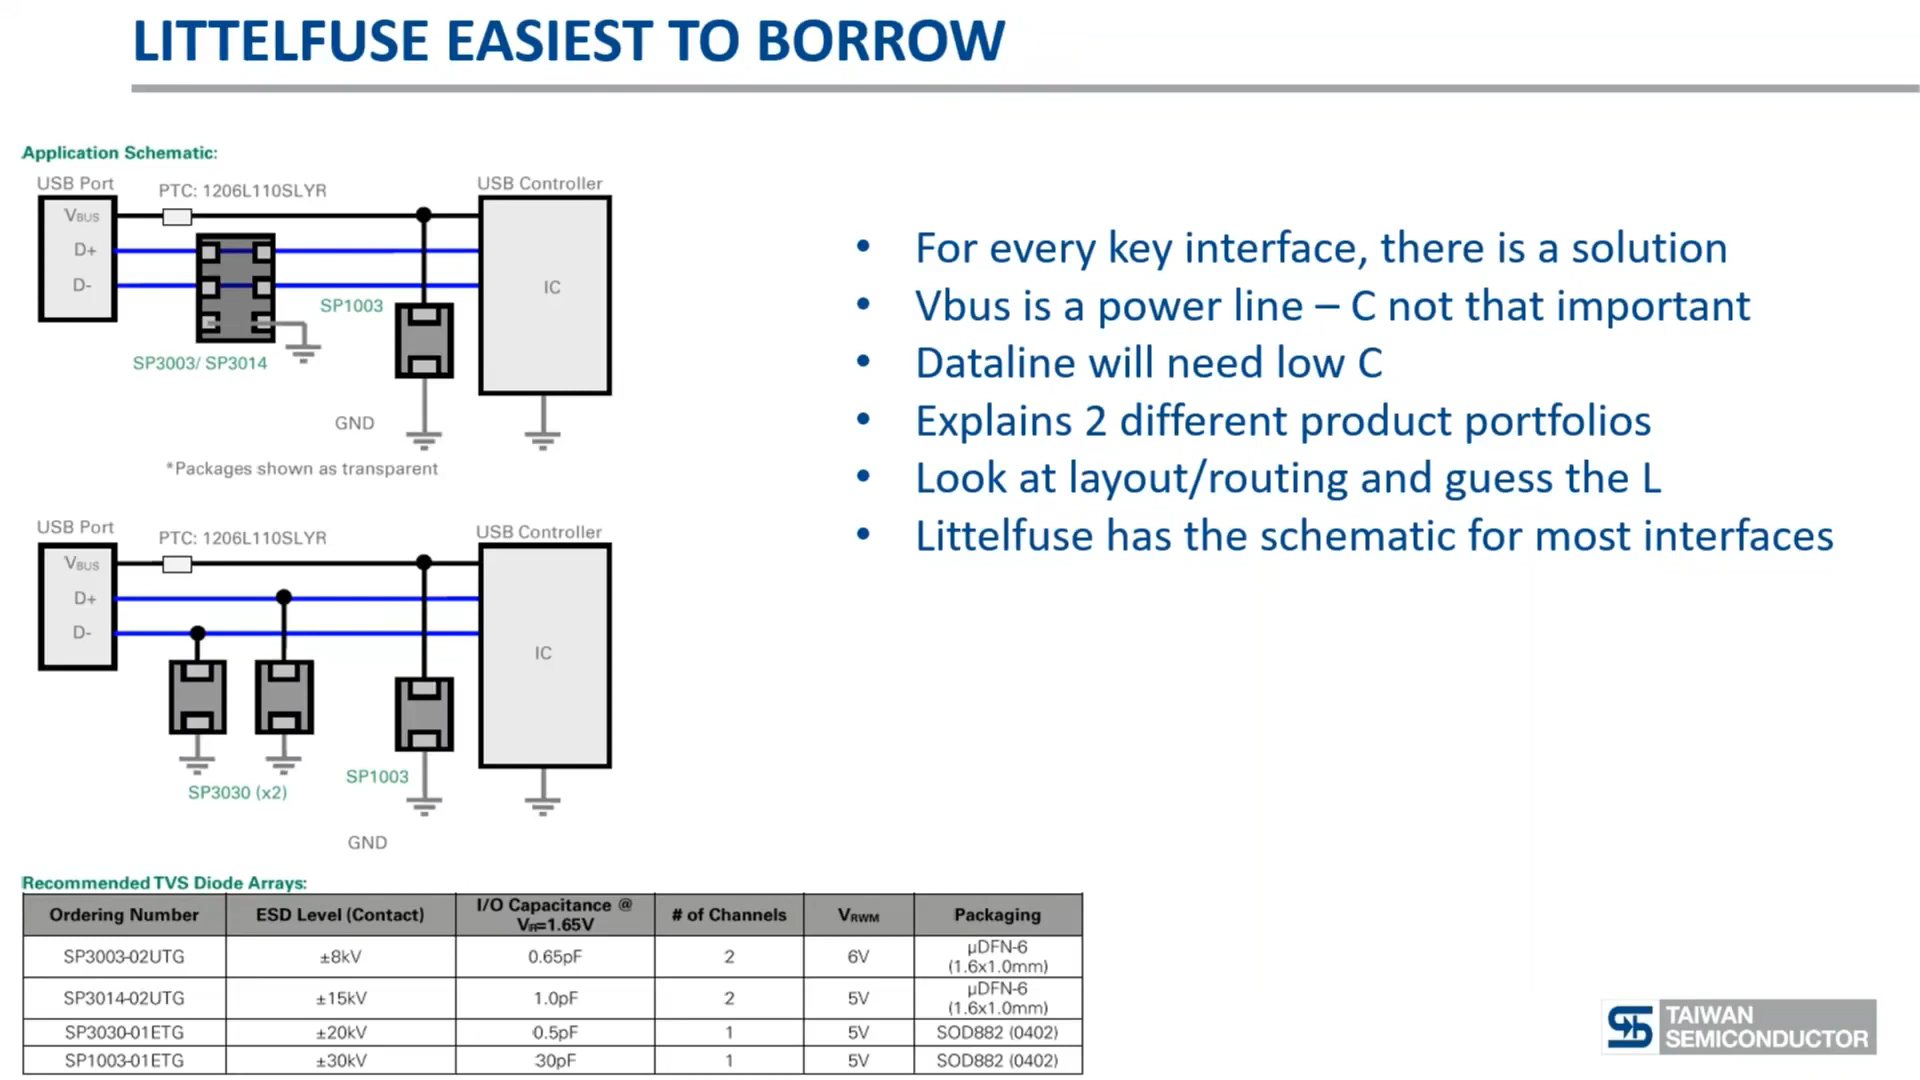 LITTELFUSE EASIEST TO BORROW
Application Schematic:
USB Port
PTC: 1206L110SLYR
USB Controller
VBUS
D+
D-
IC
SP1003
SP3003/ SP3014
GND
*Packages shown as transparent
USB Port
PTC: 1206L110SLYR
USB Controller
VBUS
D+
D-
IC
SP1003
SP3030 (x2)
GND
• For every key interface, there is a solution
• Vbus is a power line – C not that important
• Dataline will need low C
• Explains 2 different product portfolios
• Look at layout/routing and guess the L
• Littelfuse has the schematic for most interfaces
Recommended TVS Diode Arrays:
Ordering Number ESD Level (Contact) I/O Capacitance @ VR=1.65V # of Channels VRWM Packaging
SP3003-02UTG ±8kV 0.65pF 2 6V µDFN-6 (1.6x1.0mm)
SP3014-02UTG ±15kV 1.0pF 2 5V µDFN-6 (1.6x1.0mm)
SP3030-01ETG ±20kV 0.5pF 1 5V SOD882 (0402)
SP1003-01ETG ±30kV 30pF 1 5V SOD882 (0402)
TAIWAN
SEMICONDUCTOR